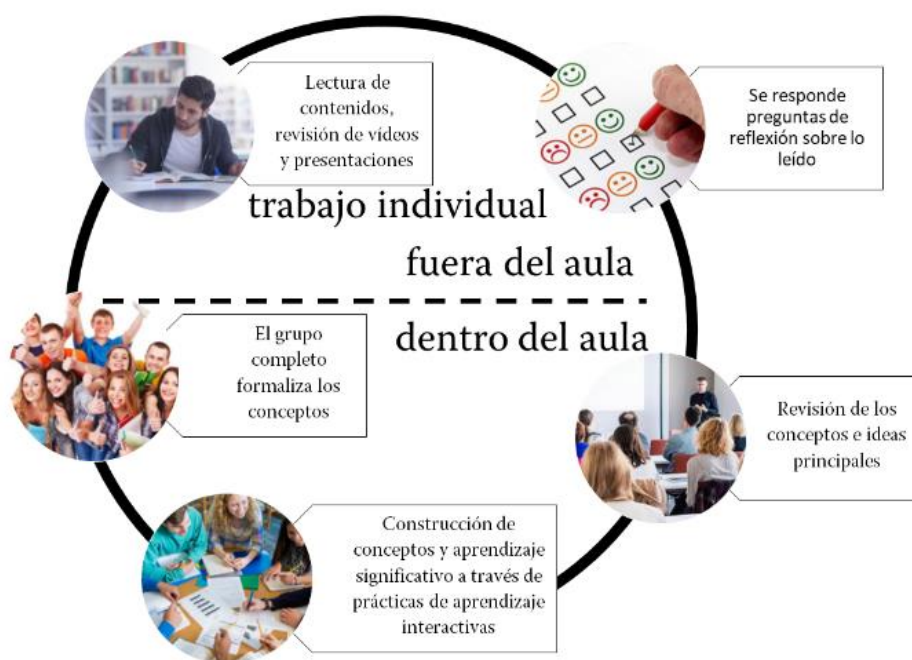 Lectura de
contenidos,
revisión de vídeos
y presentaciones
Se responde
preguntas de
reflexión sobre lo
leído
trabajo individual
fuera del aula
dentro del aula
El grupo
completo
formaliza los
conceptos
Revisión de los
conceptos e ideas
principales
Construcción de
conceptos y aprendizaje
significativo a través de
prácticas de aprendizaje
interactivas